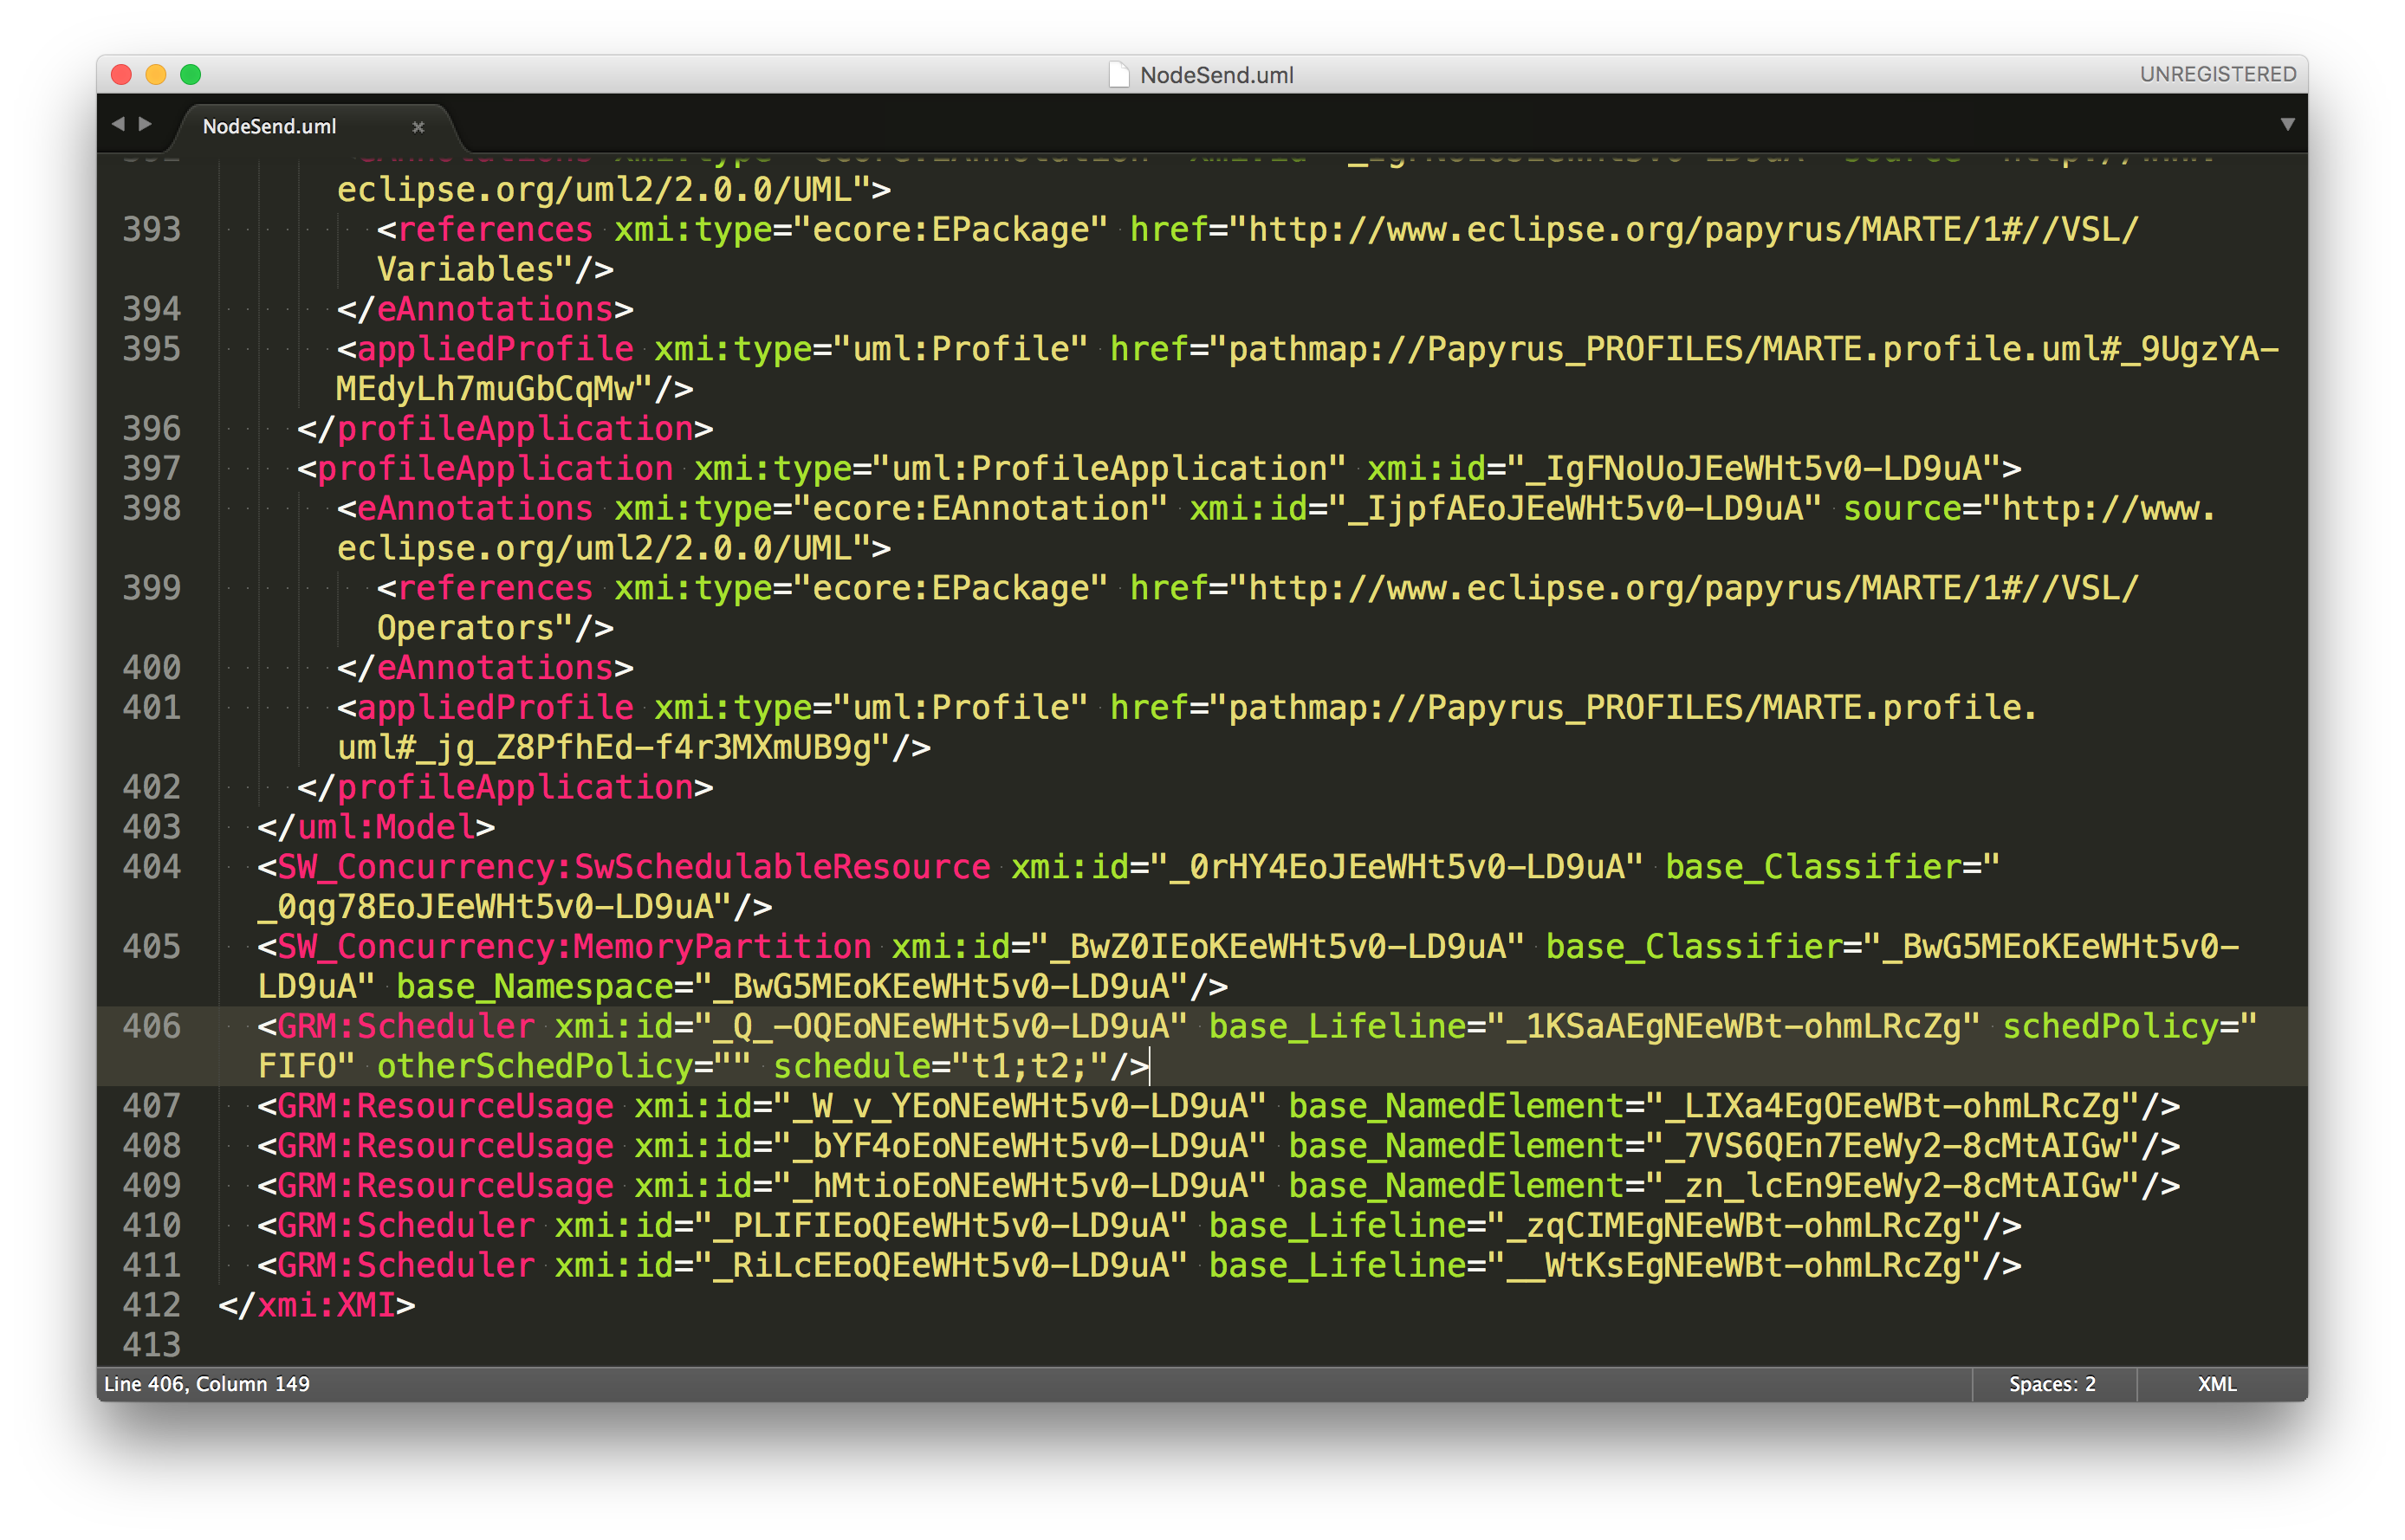 NodeSend.uml
UNREGISTERED
NodeSend.uml
eclipse.org/uml2/2.0.0/UML">
393 <references xmi:type="ecore:EPackage" href="http://www.eclipse.org/papyrus/MARTE/1#//VSL/
Variables"/>
394 </eAnnotations>
395 <appliedProfile xmi:type="uml:Profile" href="pathmap://Papyrus_PROFILES/MARTE.profile.uml#_9UgzYA-
MEdyLh7muGbCqMw"/>
396 </profileApplication>
397 <profileApplication xmi:type="uml:ProfileApplication" xmi:id="_IgFNoUoJEeWHt5v0-LD9uA">
398 <eAnnotations xmi:type="ecore:EAnnotation" xmi:id="_IjpfAEoJEeWHt5v0-LD9uA" source="http://www.
eclipse.org/uml2/2.0.0/UML">
399 <references xmi:type="ecore:EPackage" href="http://www.eclipse.org/papyrus/MARTE/1#//VSL/
Operators"/>
400 </eAnnotations>
401 <appliedProfile xmi:type="uml:Profile" href="pathmap://Papyrus_PROFILES/MARTE.profile.
uml#_jg_Z8PfhEd-f4r3MXmUB9g"/>
402 </profileApplication>
403 </uml:Model>
404 <SW_Concurrency:SwSchedulableResource xmi:id="_0rHY4EoJEeWHt5v0-LD9uA" base_Classifier="
_0qg78EoJEeWHt5v0-LD9uA"/>
405 <SW_Concurrency:MemoryPartition xmi:id="_BwZ0IEoKEeWHt5v0-LD9uA" base_Classifier="_BwG5MEoKEeWHt5v0-
LD9uA" base_Namespace="_BwG5MEoKEeWHt5v0-LD9uA"/>
406 <GRM:Scheduler xmi:id="_Q_-OQEoNEeWHt5v0-LD9uA" base_Lifeline="_1KSaAEgNEeWBt-ohmLRcZg" schedPolicy="
FIFO" otherSchedPolicy="" schedule="t1;t2;"/>
407 <GRM:ResourceUsage xmi:id="_W_v_YEoNEeWHt5v0-LD9uA" base_NamedElement="_LIXa4EgOEeWBt-ohmLRcZg"/>
408 <GRM:ResourceUsage xmi:id="_bYF4oEoNEeWHt5v0-LD9uA" base_NamedElement="_7VS6QEn7EeWy2-8cMtAIGw"/>
409 <GRM:ResourceUsage xmi:id="_hMtioEoNEeWHt5v0-LD9uA" base_NamedElement="_zn_lcEn9EeWy2-8cMtAIGw"/>
410 <GRM:Scheduler xmi:id="_PLIFIEoQEeWHt5v0-LD9uA" base_Lifeline="_zqCIMEgNEeWBt-ohmLRcZg"/>
411 <GRM:Scheduler xmi:id="_RiLcEEoQEeWHt5v0-LD9uA" base_Lifeline="__WtKsEgNEeWBt-ohmLRcZg"/>
412 </xmi:XMI>
413
Line 406, Column 149
Spaces: 2
XML